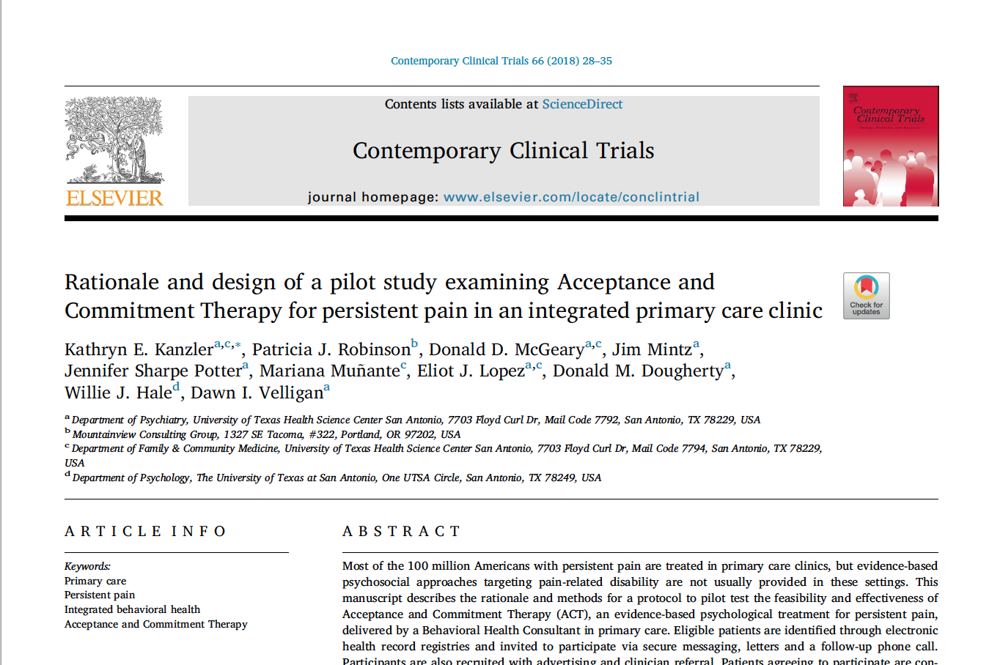 Contemporary Clinical Trials 66 (2018) 28–35
Contents lists available at ScienceDirect
Contemporary Clinical Trials
journal homepage: www.elsevier.com/locate/conclintrial
ELSEVIER
Contemporary
Clinical Trials
Rationale and design of a pilot study examining Acceptance and
Commitment Therapy for persistent pain in an integrated primary care clinic
Check for
updates
Kathryn E. Kanzler a,c,*, Patricia J. Robinson b, Donald D. McGeary a,c, Jim Mintz a,
Jennifer Sharpe Potter a, Mariana Muñante c, Eliot J. Lopez a,c, Donald M. Dougherty a,
Willie J. Hale d, Dawn I. Velligan a
a Department of Psychiatry, University of Texas Health Science Center San Antonio, 7703 Floyd Curl Dr, Mail Code 7792, San Antonio, TX 78229, USA
b Mountainview Consulting Group, 1327 SE Tacoma, #322, Portland, OR 97202, USA
c Department of Family & Community Medicine, University of Texas Health Science Center San Antonio, 7703 Floyd Curl Dr, Mail Code 7794, San Antonio, TX 78229,
USA
d Department of Psychology, The University of Texas at San Antonio, One UTSA Circle, San Antonio, TX 78249, USA
ARTICLE INFO
Keywords:
Primary care
Persistent pain
Integrated behavioral health
Acceptance and Commitment Therapy
ABSTRACT
Most of the 100 million Americans with persistent pain are treated in primary care clinics, but evidence-based
psychosocial approaches targeting pain-related disability are not usually provided in these settings. This
manuscript describes the rationale and methods for a protocol to pilot test the feasibility and effectiveness of
Acceptance and Commitment Therapy (ACT), an evidence-based psychological treatment for persistent pain,
delivered by a Behavioral Health Consultant in primary care. Eligible patients are identified through electronic
health record registries and invited to participate via secure messaging, letters and a follow-up phone call.
Participants are also recruited with advertising and clinician referral. Patients agreeing to participate are con-